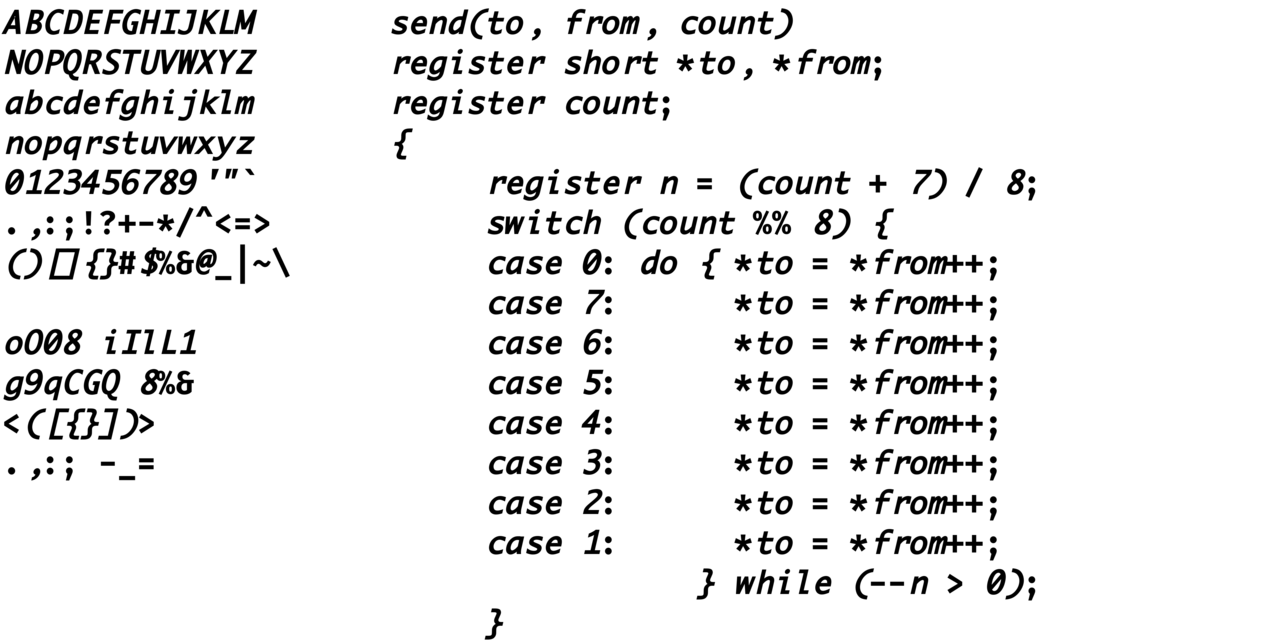 ABCDEFGHIJKLM
NOPQRSTUVWXYZ
abcdefghijklm
nopqrstuvwxyz
0123456789'"`
.,:;!?+-*/^<=>
()[]{}#$%&@_|~\
oO08 iIlL1
g9qCGQ 8%&
<([{}])>
.,:; -_=
send(to, from, count)
register short *to, *from;
register count;
{
    register n = (count + 7) / 8;
    switch (count %% 8) {
    case 0: do { *to = *from++;
    case 7:      *to = *from++;
    case 6:      *to = *from++;
    case 5:      *to = *from++;
    case 4:      *to = *from++;
    case 3:      *to = *from++;
    case 2:      *to = *from++;
    case 1:      *to = *from++;
               } while (--n > 0);
    }